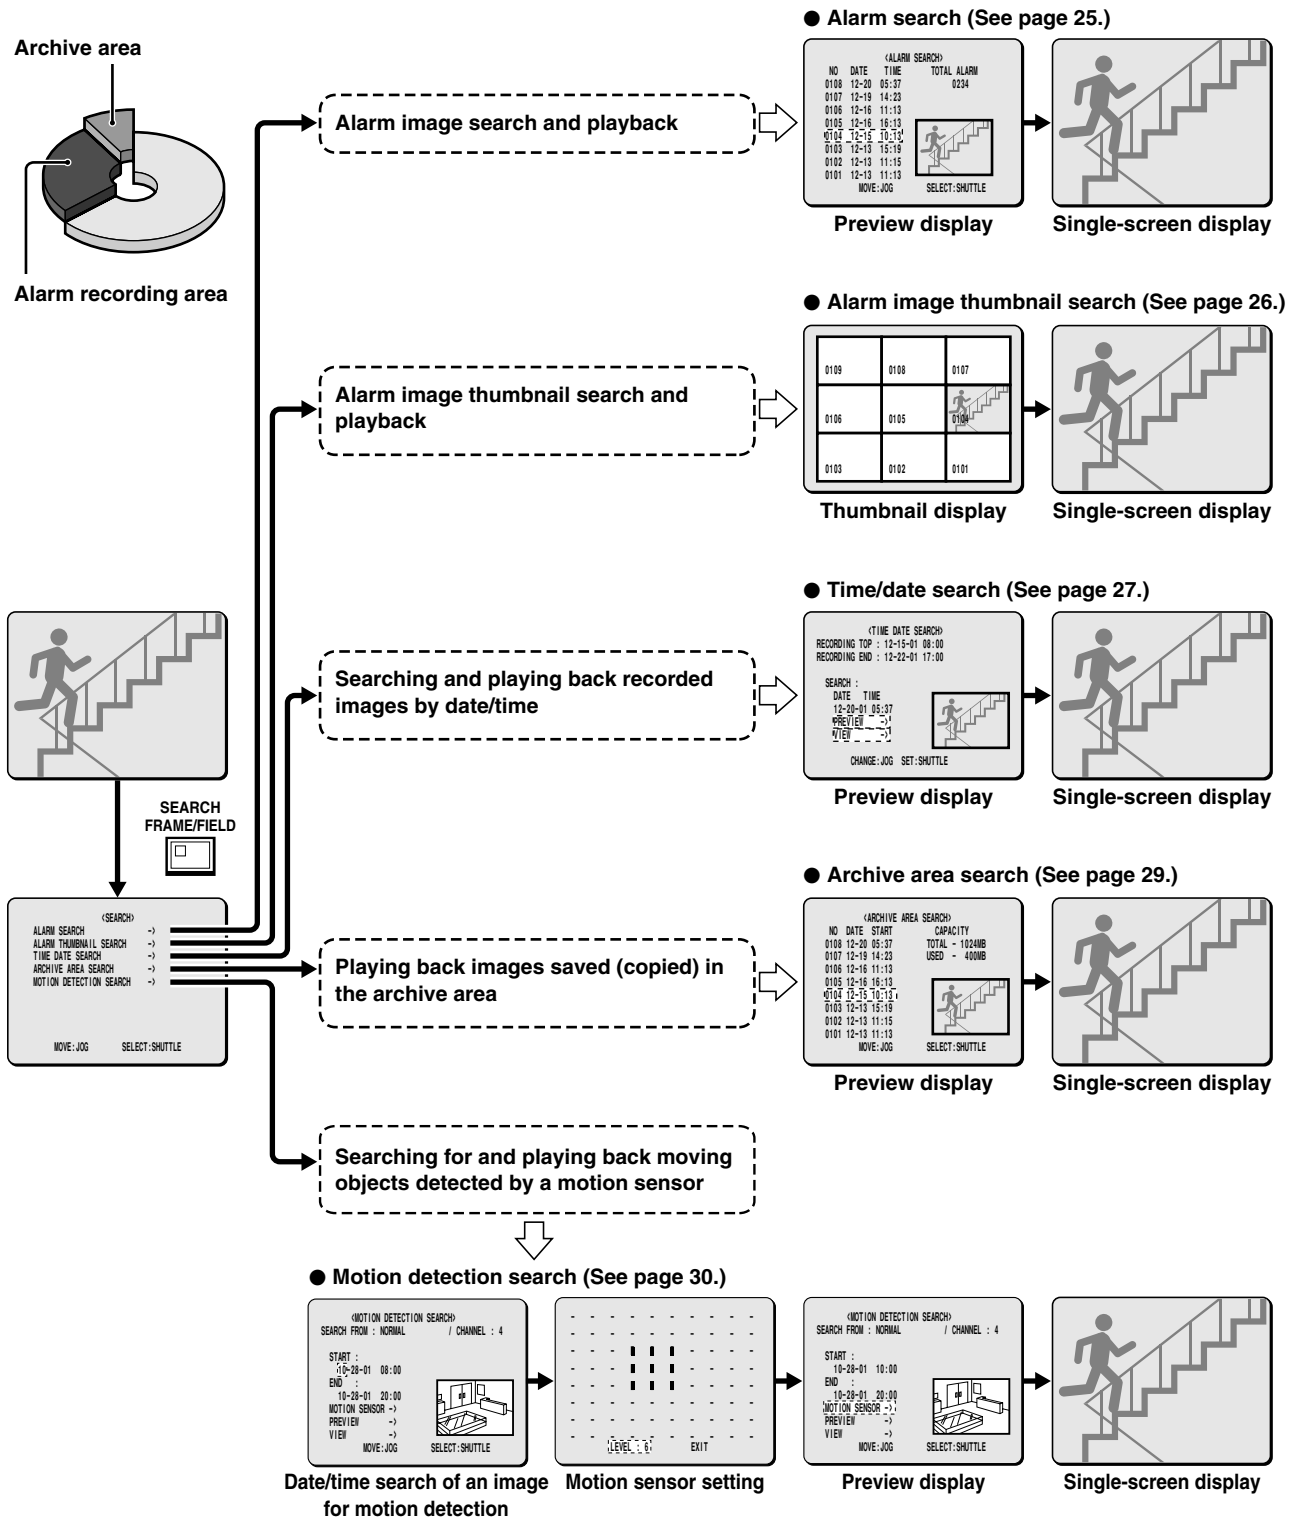 Archive area
Alarm recording area
SEARCH
FRAME/FIELD
<SEARCH>
ALARM SEARCH ->
ALARM THUMBNAIL SEARCH ->
TIME DATE SEARCH ->
ARCHIVE AREA SEARCH ->
MOTION DETECTION SEARCH ->
MOVE:JOG SELECT:SHUTTLE
Alarm image search and playback
● Alarm search (See page 25.)
<ALARM SEARCH>
NO DATE TIME TOTAL ALARM
0108 12-20 05:37 0234
0107 12-19 14:23
0106 12-16 11:13
0105 12-16 16:13
0104 12-15 10:13
0103 12-13 15:19
0102 12-13 11:15
0101 12-13 11:13
MOVE:JOG SELECT:SHUTTLE
Preview display
Single-screen display
Alarm image thumbnail search and
playback
● Alarm image thumbnail search (See page 26.)
0109 0108 0107
0106 0105 0104
0103 0102 0101
Thumbnail display
Single-screen display
Searching and playing back recorded
images by date/time
● Time/date search (See page 27.)
<TIME DATE SEARCH>
RECORDING TOP : 12-15-01 08:00
RECORDING END : 12-22-01 17:00
SEARCH :
DATE TIME
12-20-01 05:37
PREVIEW ->
VIEW ->
CHANGE:JOG SET:SHUTTLE
Preview display
Single-screen display
Playing back images saved (copied) in
the archive area
● Archive area search (See page 29.)
<ARCHIVE AREA SEARCH>
NO DATE START CAPACITY
0108 12-20 05:37 TOTAL - 1024MB
0107 12-19 14:23 USED - 400MB
0106 12-16 11:13
0105 12-16 16:13
0104 12-15 10:13
0103 12-13 15:19
0102 12-13 11:15
0101 12-13 11:13
MOVE:JOG SELECT:SHUTTLE
Preview display
Single-screen display
Searching for and playing back moving
objects detected by a motion sensor
● Motion detection search (See page 30.)
<MOTION DETECTION SEARCH>
SEARCH FROM : NORMAL / CHANNEL : 4
START :
10-28-01 08:00
END :
10-28-01 20:00
MOTION SENSOR ->
PREVIEW ->
VIEW ->
MOVE:JOG SELECT:SHUTTLE
Date/time search of an image
for motion detection
LEVEL : 6 EXIT
Motion sensor setting
<MOTION DETECTION SEARCH>
SEARCH FROM : NORMAL / CHANNEL : 4
START :
10-28-01 10:00
END :
10-28-01 20:00
MOTION SENSOR ->
PREVIEW ->
VIEW ->
MOVE:JOG SELECT:SHUTTLE
Preview display
Single-screen display